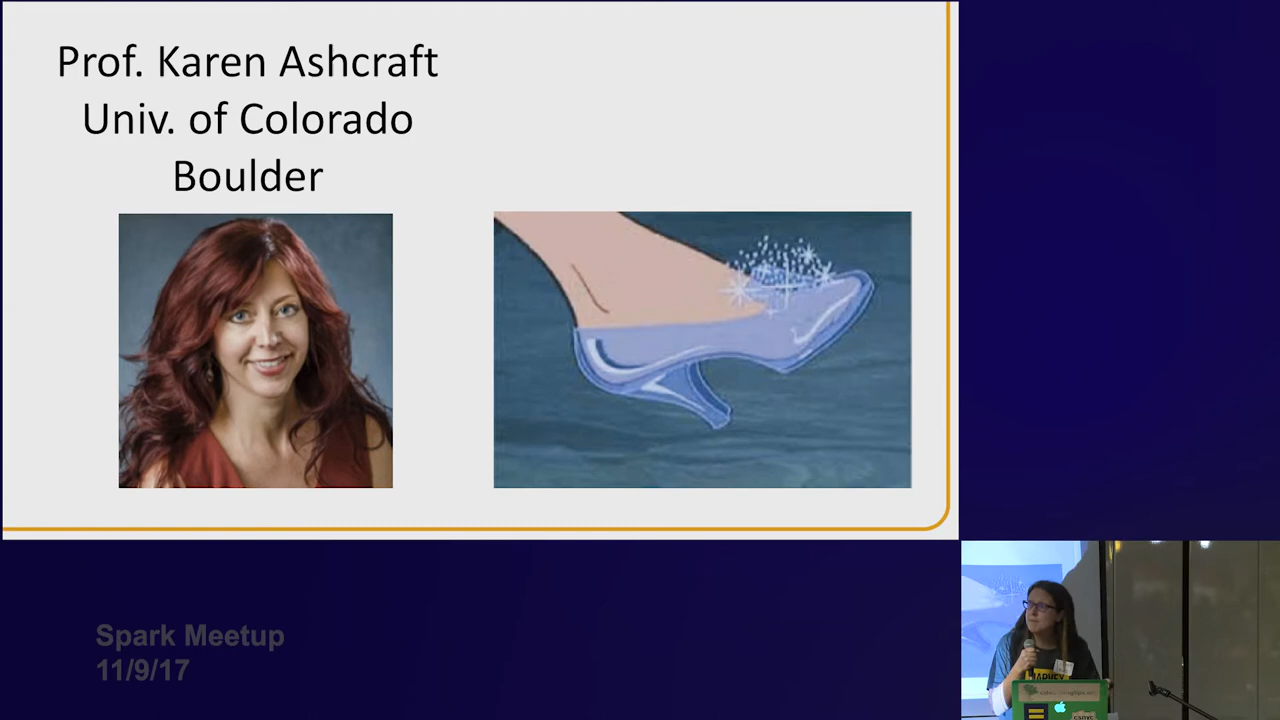 Prof. Karen Ashcraft
Univ. of Colorado
Boulder
Spark Meetup
11/9/17